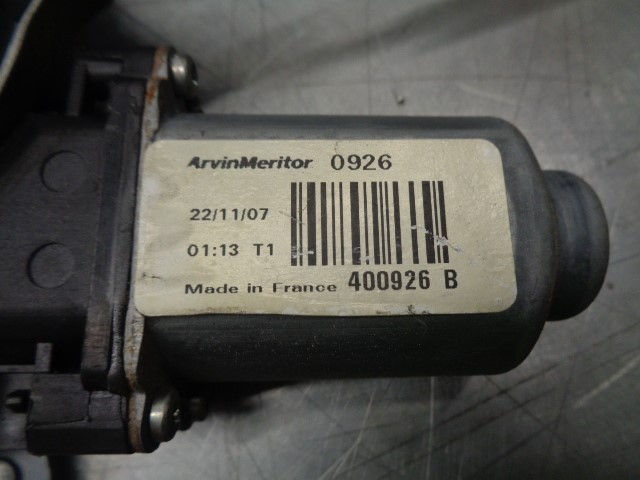 ArvinMeritor 0926
22/11/07
01:13 T1
Made in France 400926 B